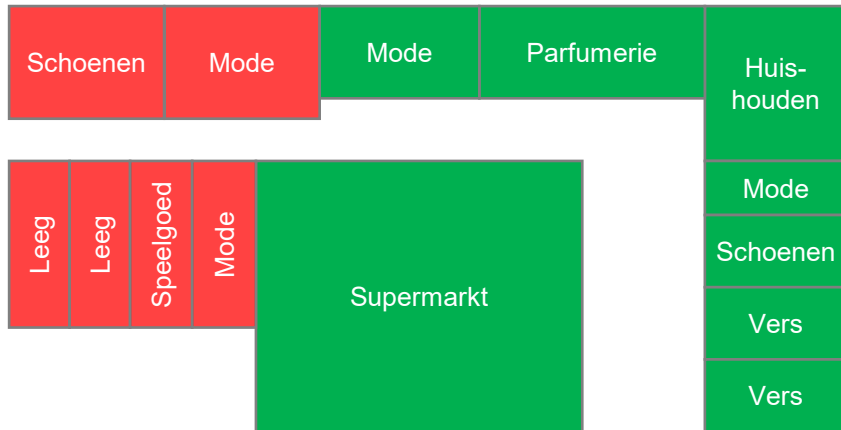 Schoenen
Mode
Mode
Parfumerie
Huis-
houden
Leeg
Leeg
Speelgoed
Mode
Supermarkt
Mode
Schoenen
Vers
Vers